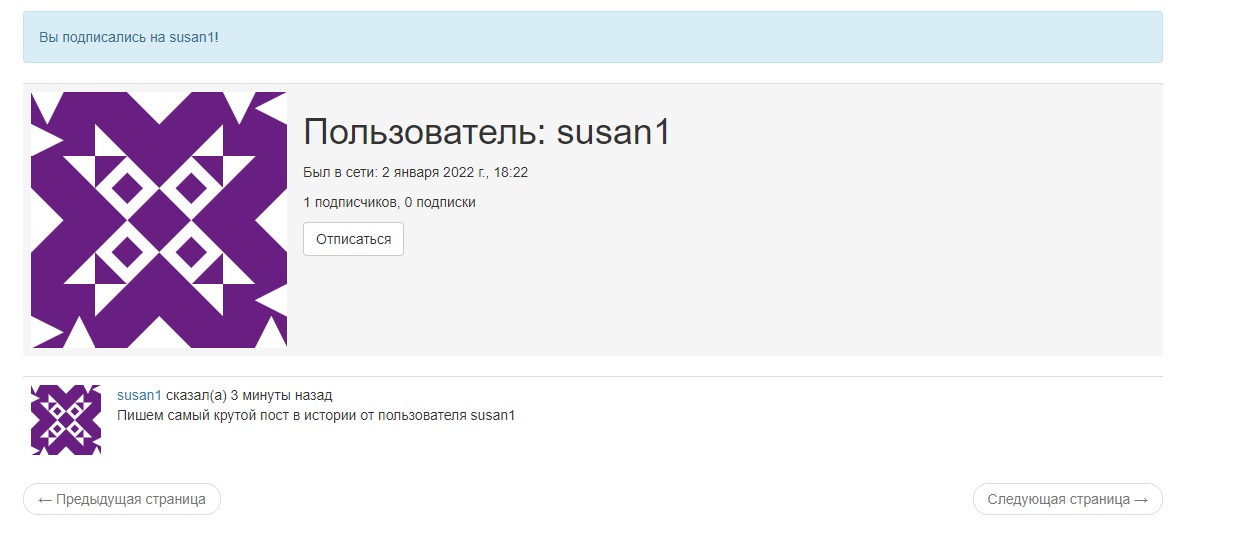 Вы подписались на susan1!
Пользователь: susan1
Был в сети: 2 января 2022 г., 18:22
1 подписчиков, 0 подписки
Отписаться
susan1 сказал(а) 3 минуты назад
Пишем самый крутой пост в истории от пользователя susan1
← Предыдущая страница
Следующая страница →